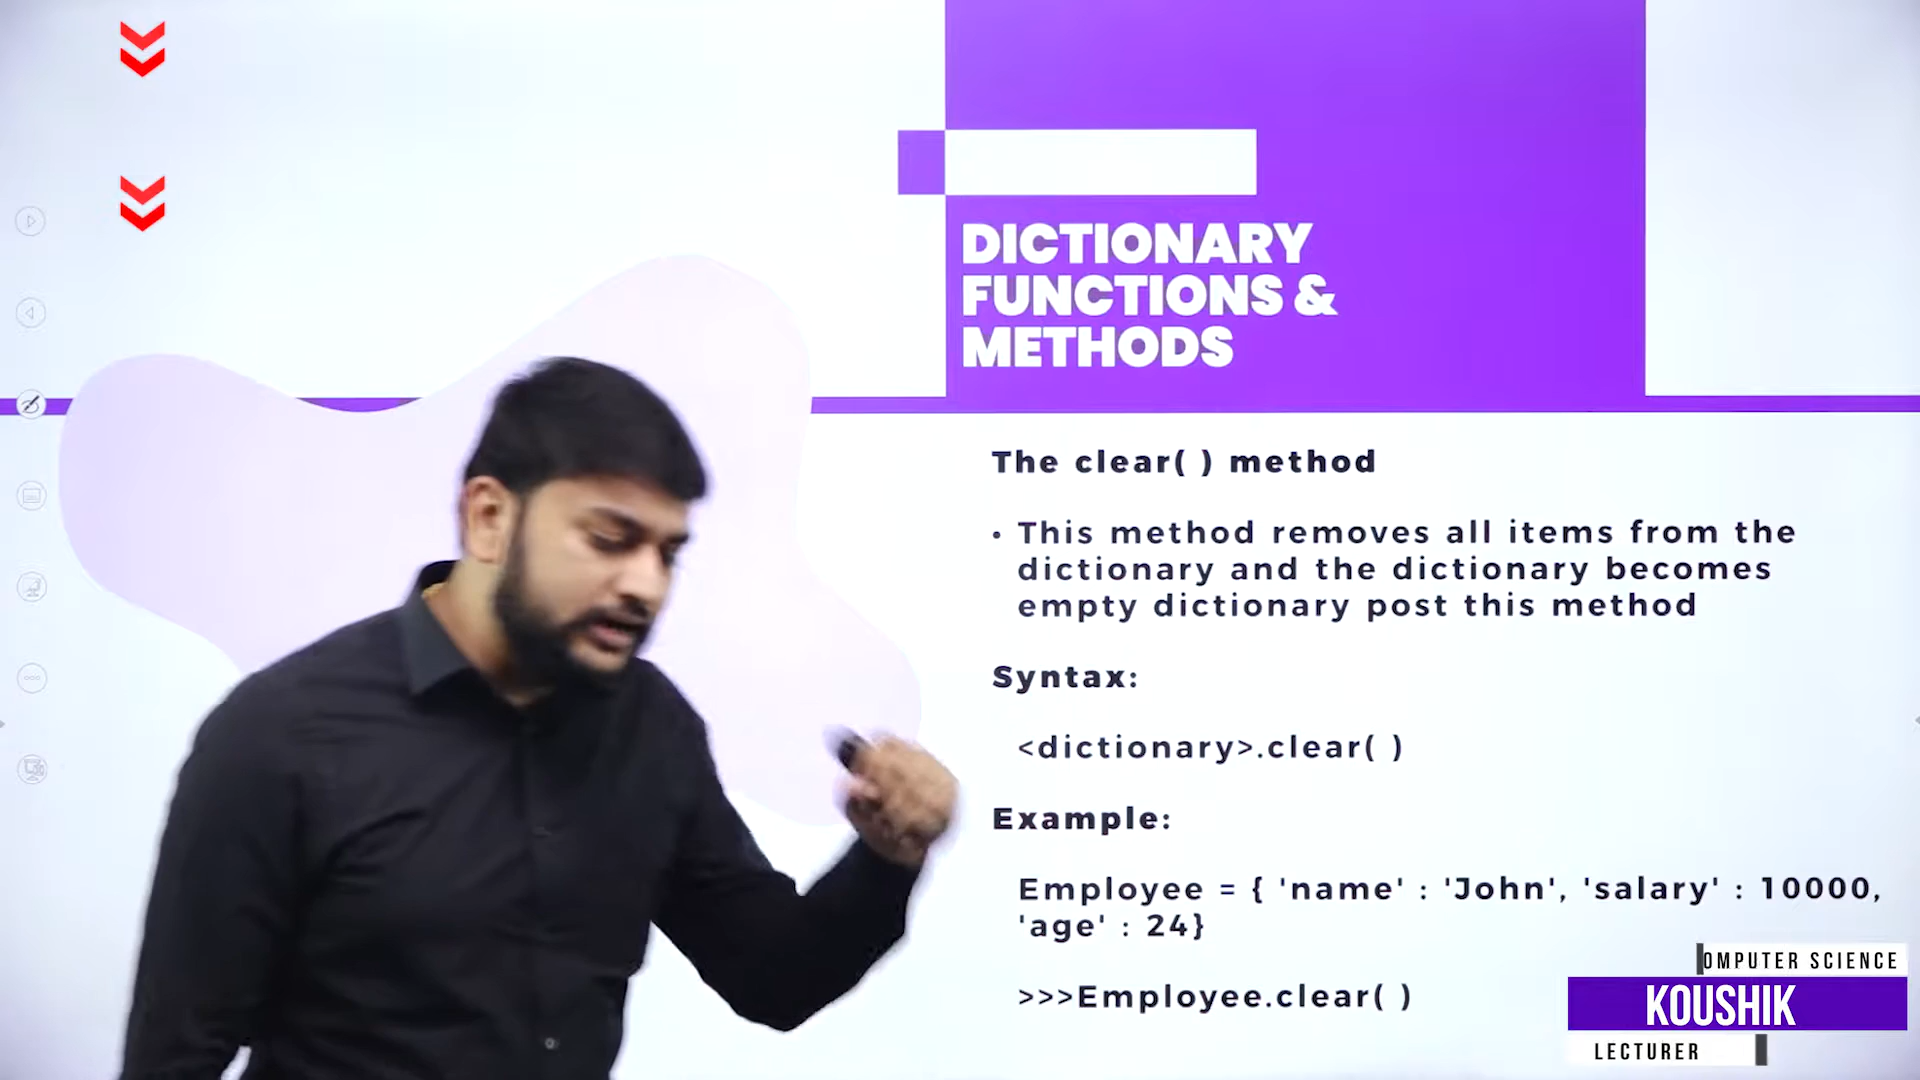 DICTIONARY
FUNCTIONS &
METHODS
The clear( ) method
• This method removes all items from the
dictionary and the dictionary becomes
empty dictionary post this method
Syntax:
<dictionary>.clear( )
Example:
Employee = { 'name' : 'John', 'salary' : 10000,
'age' : 24}
>>>Employee.clear( )
OMPUTER SCIENCE
KOUSHIK
LECTURER